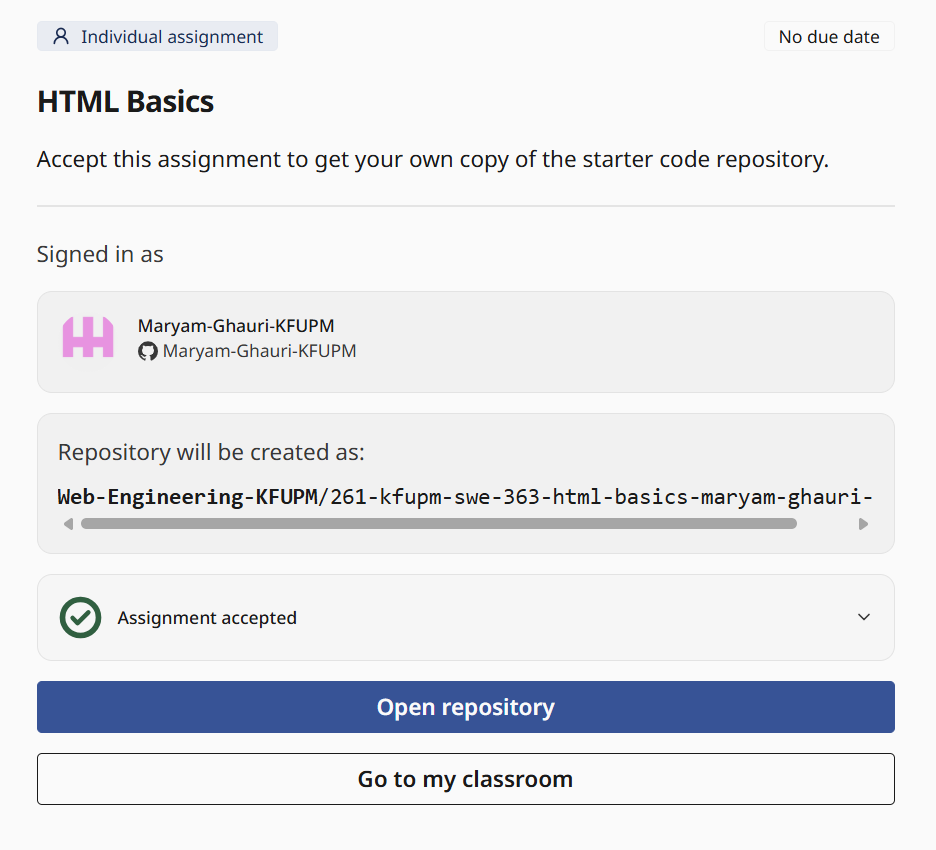 Individual assignment
No due date
HTML Basics
Accept this assignment to get your own copy of the starter code repository.
Signed in as
Maryam-Ghauri-KFUPM
Maryam-Ghauri-KFUPM
Repository will be created as:
Web-Engineering-KFUPM/261-kfupm-swe-363-html-basics-maryam-ghauri-
Assignment accepted
Open repository
Go to my classroom